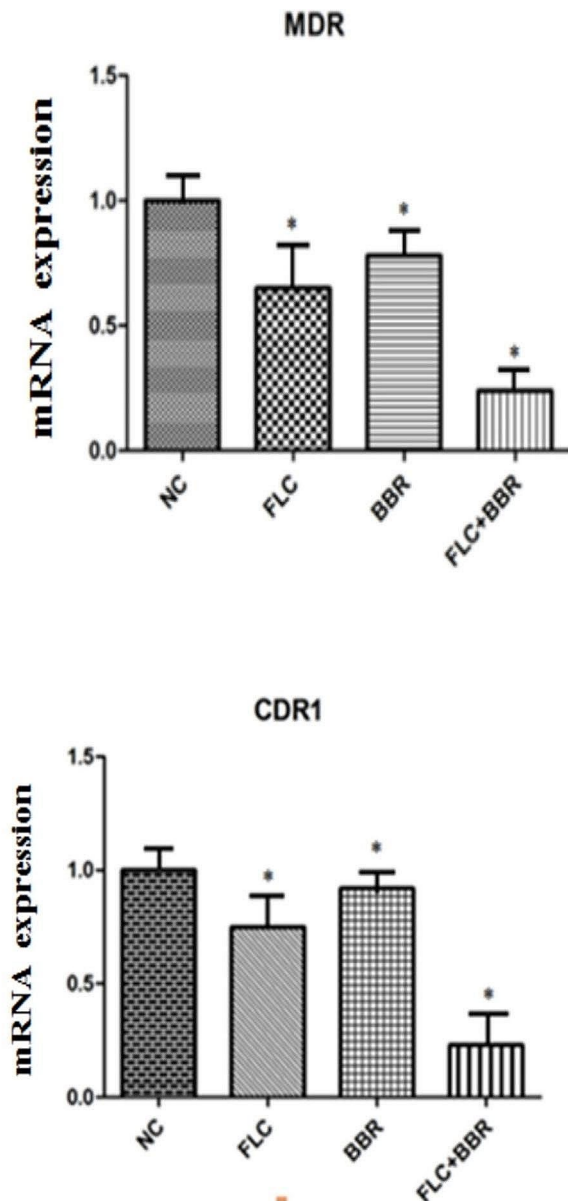 MDR
mRNA expression
1.5
1.0
0.5
0.0
*
*
*
NC
FLC
BBR
FLC+BBR
CDR1
mRNA expression
1.5
1.0
0.5
0.0
*
*
*
NC
FLC
BBR
FLC+BBR